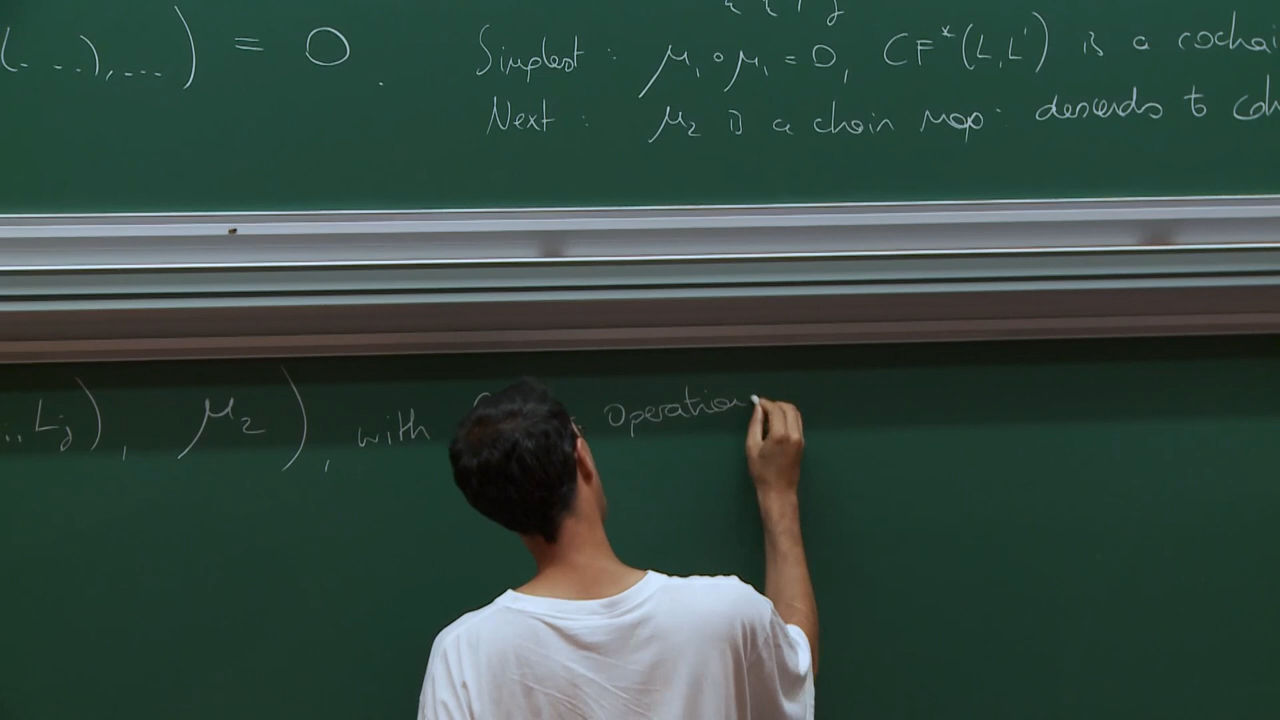 (. ...), ...) = 0.
Simplest : μ₁∘μ₁ = 0, CF*(L,L') is a cochai
Next : μ₂ is a chain map : descends to coh
, L_j), μ₂), with operation